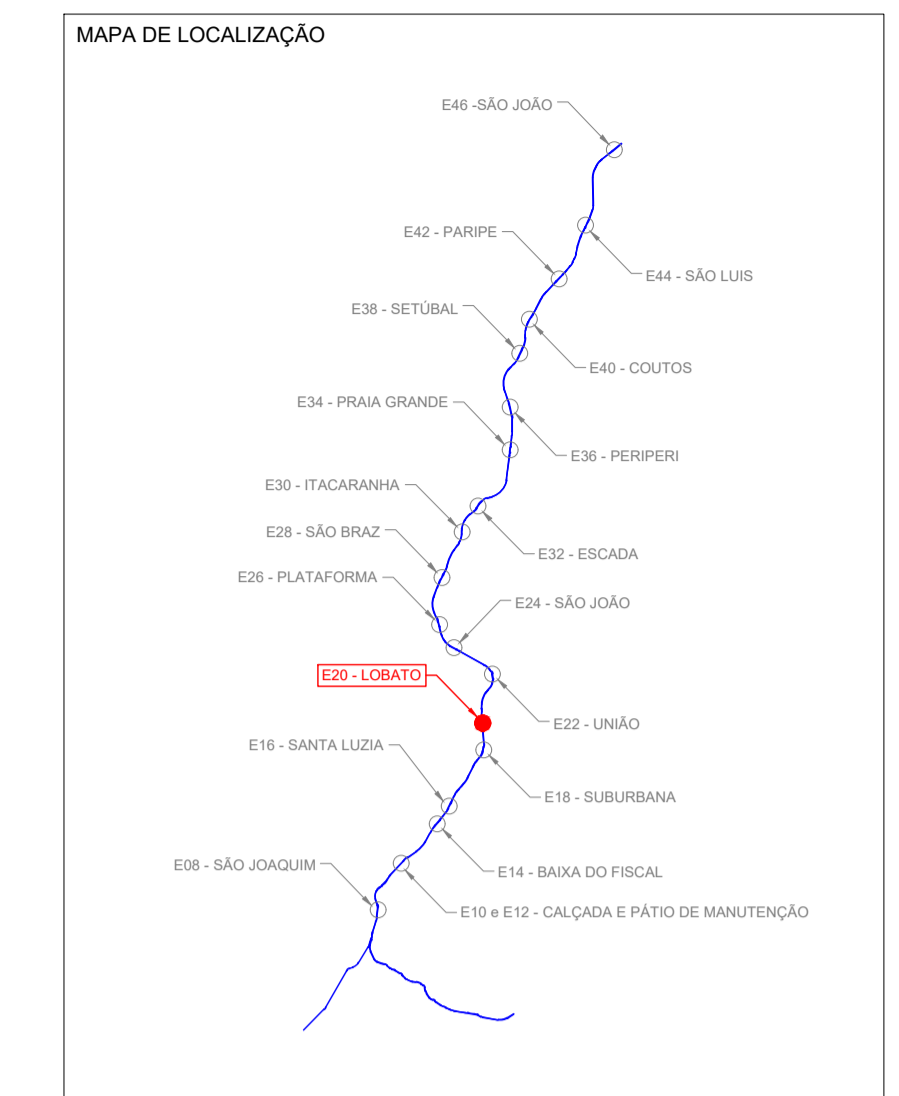 MAPA DE LOCALIZAÇÃO
E46 -SÃO JOÃO
E42 - PARIPE
E44 - SÃO LUIS
E38 - SETÚBAL
E40 - COUTOS
E34 - PRAIA GRANDE
E36 - PERIPERI
E30 - ITACARANHA
E28 - SÃO BRAZ
E32 - ESCADA
E26 - PLATAFORMA
E24 - SÃO JOÃO
E20 - LOBATO
E22 - UNIÃO
E16 - SANTA LUZIA
E18 - SUBURBANA
E08 - SÃO JOAQUIM
E14 - BAIXA DO FISCAL
E10 e E12 - CALÇADA E PÁTIO DE MANUTENÇÃO